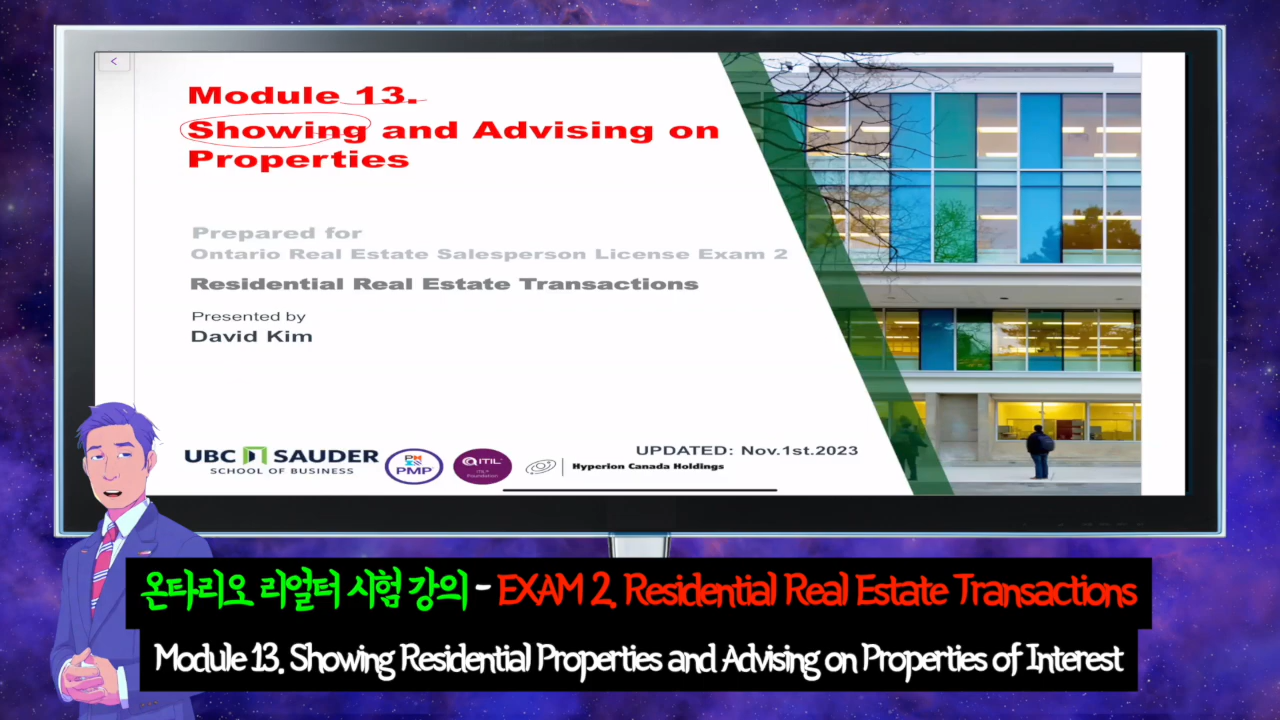 Module 13.
Showing and Advising on
Properties
Prepared for
Ontario Real Estate Salesperson License Exam 2
Residential Real Estate Transactions
Presented by
David Kim
UPDATED: Nov.1st.2023
UBC SAUDER
SCHOOL OF BUSINESS
PMI
PMP
ITIL
ITIL4
Foundation
Hyperion Canada Holdings
온타리오 리얼터 시험 강의 - EXAM 2. Residential Real Estate Transactions
Module 13. Showing Residential Properties and Advising on Properties of Interest